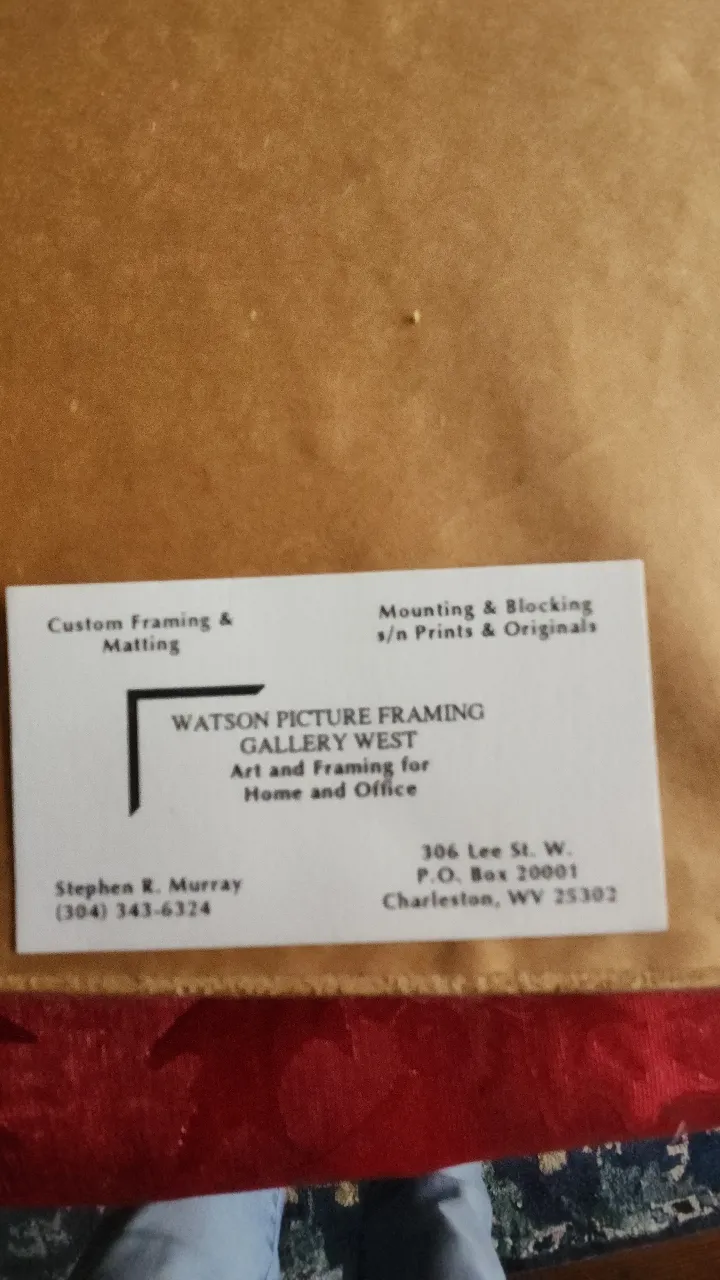 Custom Framing &
Matting
Mounting & Blocking
s/n Prints & Originals
WATSON PICTURE FRAMING
GALLERY WEST
Art and Framing for
Home and Office
Stephen R. Murray
(304) 343-6324
306 Lee St. W.
P.O. Box 20001
Charleston, WV 25302